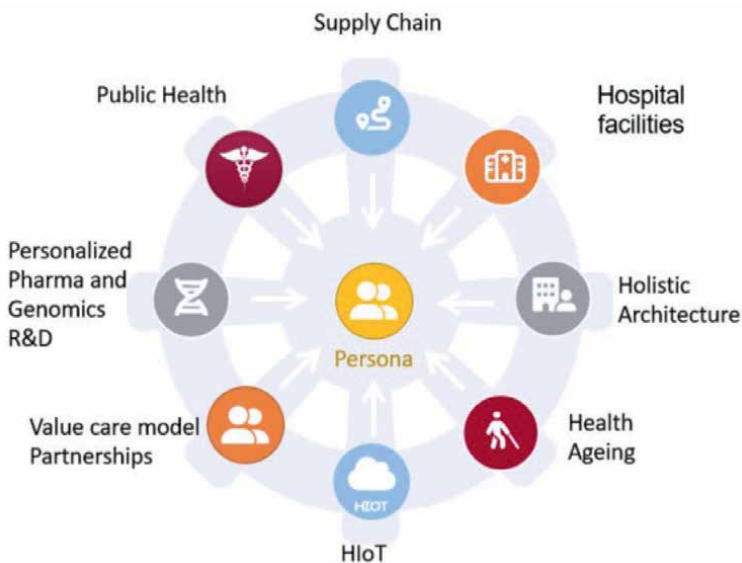 Supply Chain
Public Health
Hospital
facilities
Personalized
Pharma and
Genomics
R&D
Persona
Holistic
Architecture
Value care model
Partnerships
Health
Ageing
HIOT
HIoT